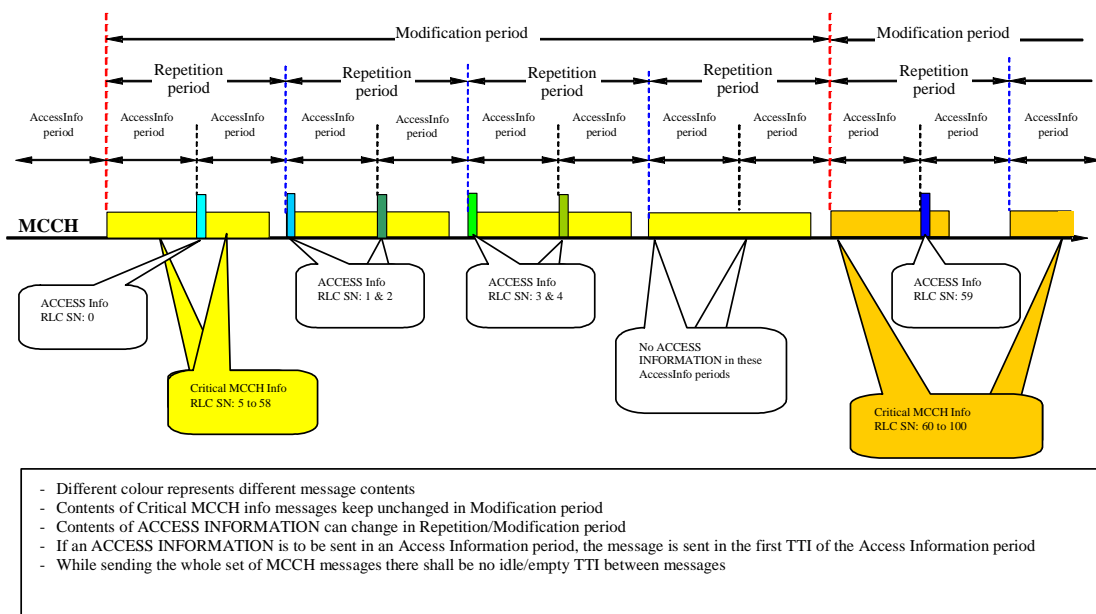 Modification period
Modification period
Repetition
period
Repetition
period
Repetition
period
Repetition
period
Repetition
period
AccessInfo
period
AccessInfo
period
AccessInfo
period
AccessInfo
period
AccessInfo
period
AccessInfo
period
AccessInfo
period
AccessInfo
period
AccessInfo
period
AccessInfo
period
AccessInfo
period
AccessInfo
period
MCCH
ACCESS Info
RLC SN: 0
ACCESS Info
RLC SN: 1 & 2
ACCESS Info
RLC SN: 3 & 4
ACCESS Info
RLC SN: 59
No ACCESS
INFORMATION in these
AccessInfo periods
Critical MCCH Info
RLC SN: 5 to 58
Critical MCCH Info
RLC SN: 60 to 100
- Different colour represents different message contents
- Contents of Critical MCCH info messages keep unchanged in Modification period
- Contents of ACCESS INFORMATION can change in Repetition/Modification period
- If an ACCESS INFORMATION is to be sent in an Access Information period, the message is sent in the first TTI of the Access Information period
- While sending the whole set of MCCH messages there shall be no idle/empty TTI between messages